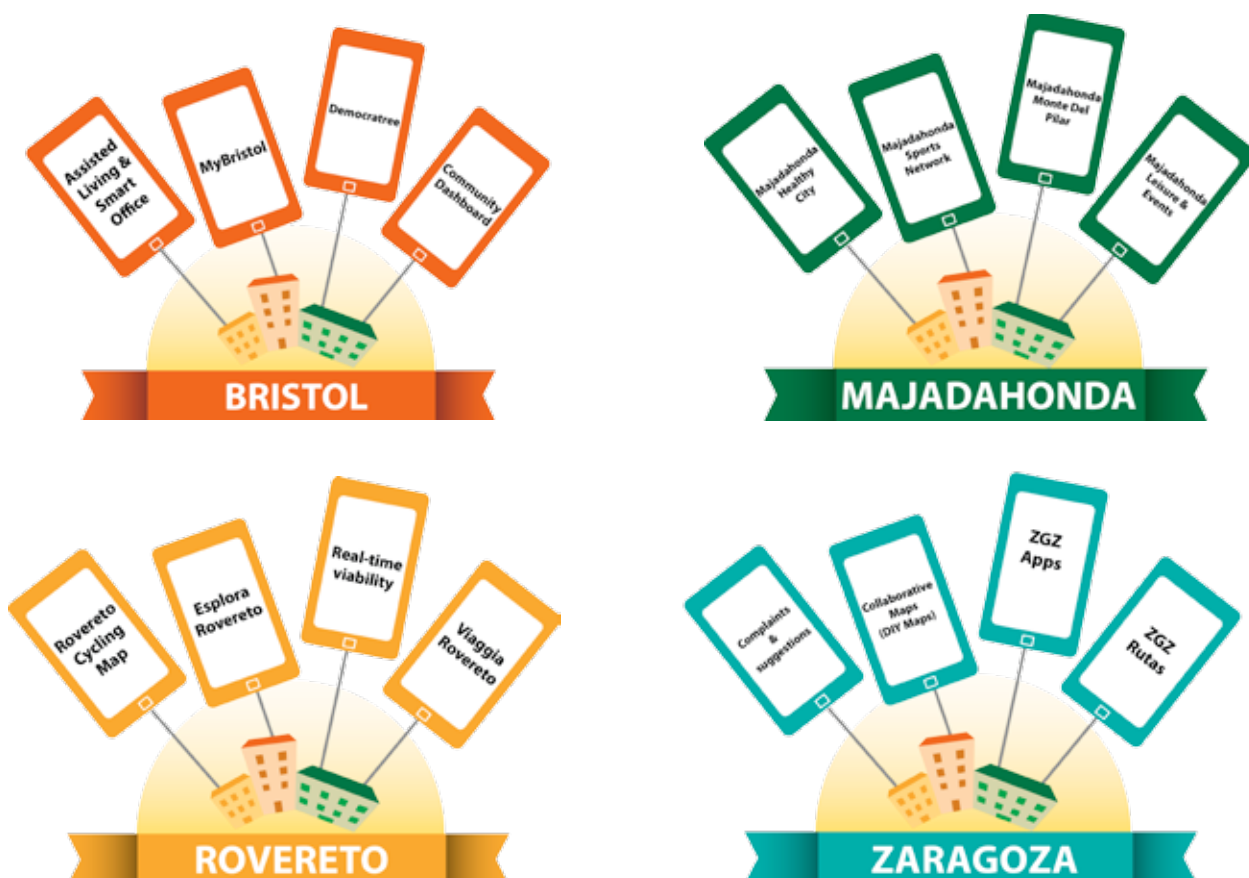 Assisted
Living &
Smart
Office
MyBristol
Democratree
Community
Dashboard
BRISTOL
Majadahonda
Healthy
City
Majadahonda
Sports
Network
Majadahonda
Monte Del
Pilar
Majadahonda
Leisure &
Events
MAJADAHONDA
Rovereto
Cycling
Map
Esplora
Rovereto
Real-time
viability
Viaggia
Rovereto
ROVERETO
Complaints
&
suggestions
Collaborative
Maps
(DIY Maps)
ZGZ
Apps
ZGZ
Rutas
ZARAGOZA